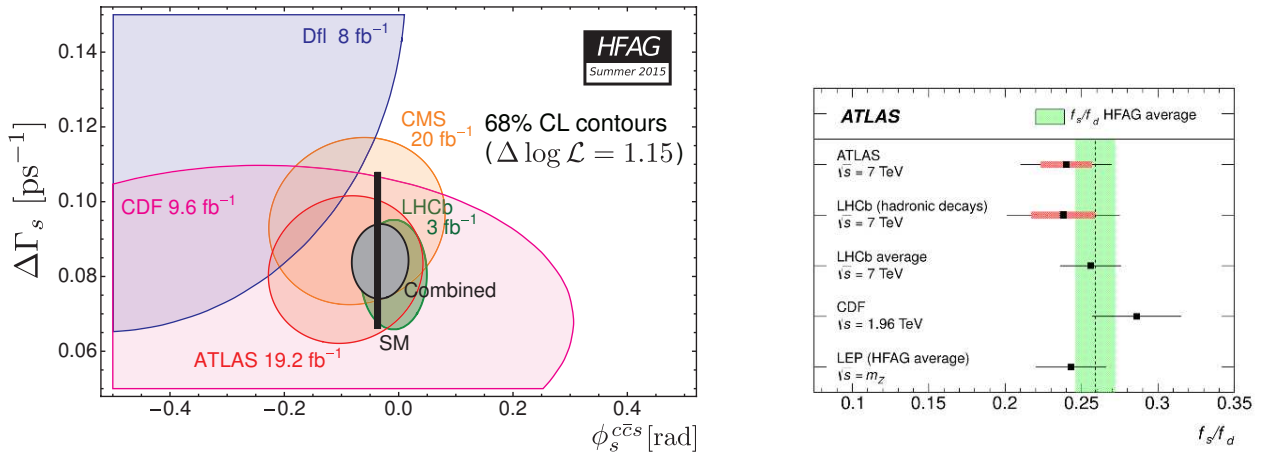 0.14
0.12
0.10
0.08
0.06
ΔΓₛ [ps⁻¹]
DfI 8 fb⁻¹
HFAG
Summer 2015
CMS
20 fb⁻¹
68% CL contours
(Δ log ℒ = 1.15)
CDF 9.6 fb⁻¹
LHCb
3 fb⁻¹
Combined
SM
ATLAS 19.2 fb⁻¹
−0.4 −0.2 0.0 0.2 0.4
ϕₛ^{cc̄s} [rad]
ATLAS
fₛ/f_d HFAG average
ATLAS
√s = 7 TeV
LHCb (hadronic decays)
√s = 7 TeV
LHCb average
√s = 7 TeV
CDF
√s = 1.96 TeV
LEP (HFAG average)
√s = m_Z
0.1 0.15 0.2 0.25 0.3 0.35
fₛ/f_d